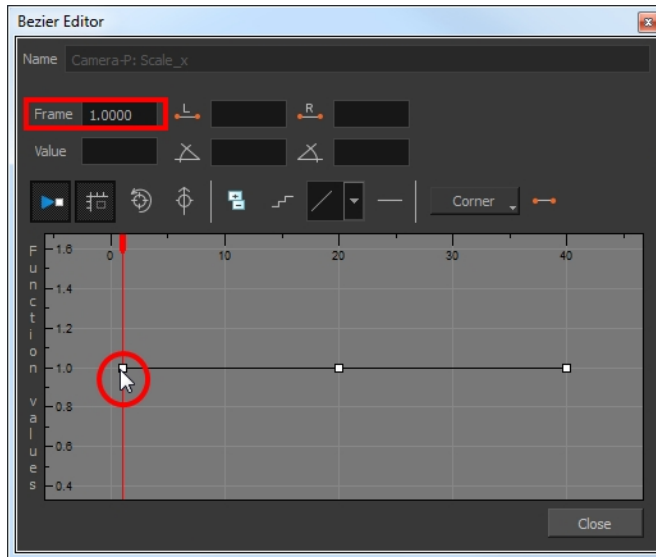 Bezier Editor
Name Camera-P: Scale_x
Frame 1.0000 L R
Value
Corner
Function values
0 10 20 30 40
1.6
1.4
1.2
1.0
0.8
0.6
0.4
Close